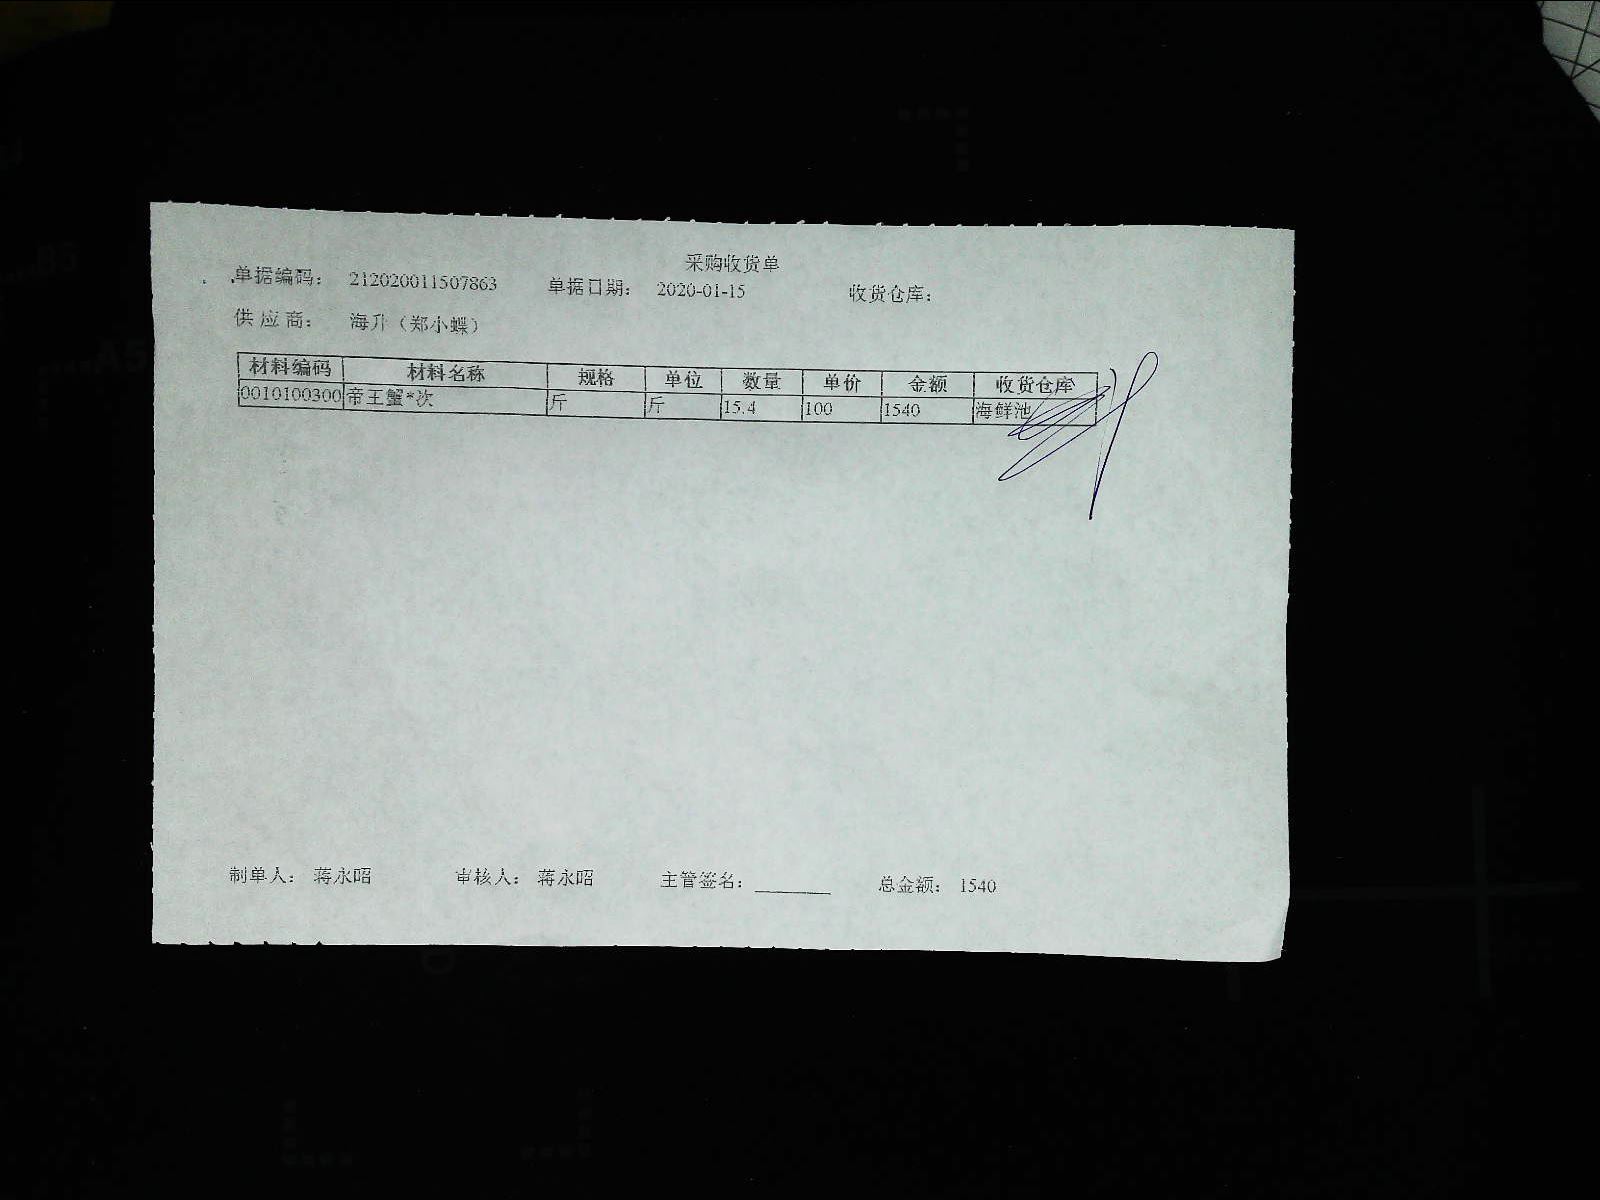 采购收货单
单据编码： 212020011507863 单据日期： 2020-01-15 收货仓库：
供 应 商： 海升（郑小蝶）
材料编码 材料名称 规格 单位 数量 单价 金额 收货仓库
0010100300 帝王蟹*次 斤 斤 15.4 100 1540 海鲜池
制单人： 蒋永昭 审核人： 蒋永昭 主管签名： 总金额： 1540